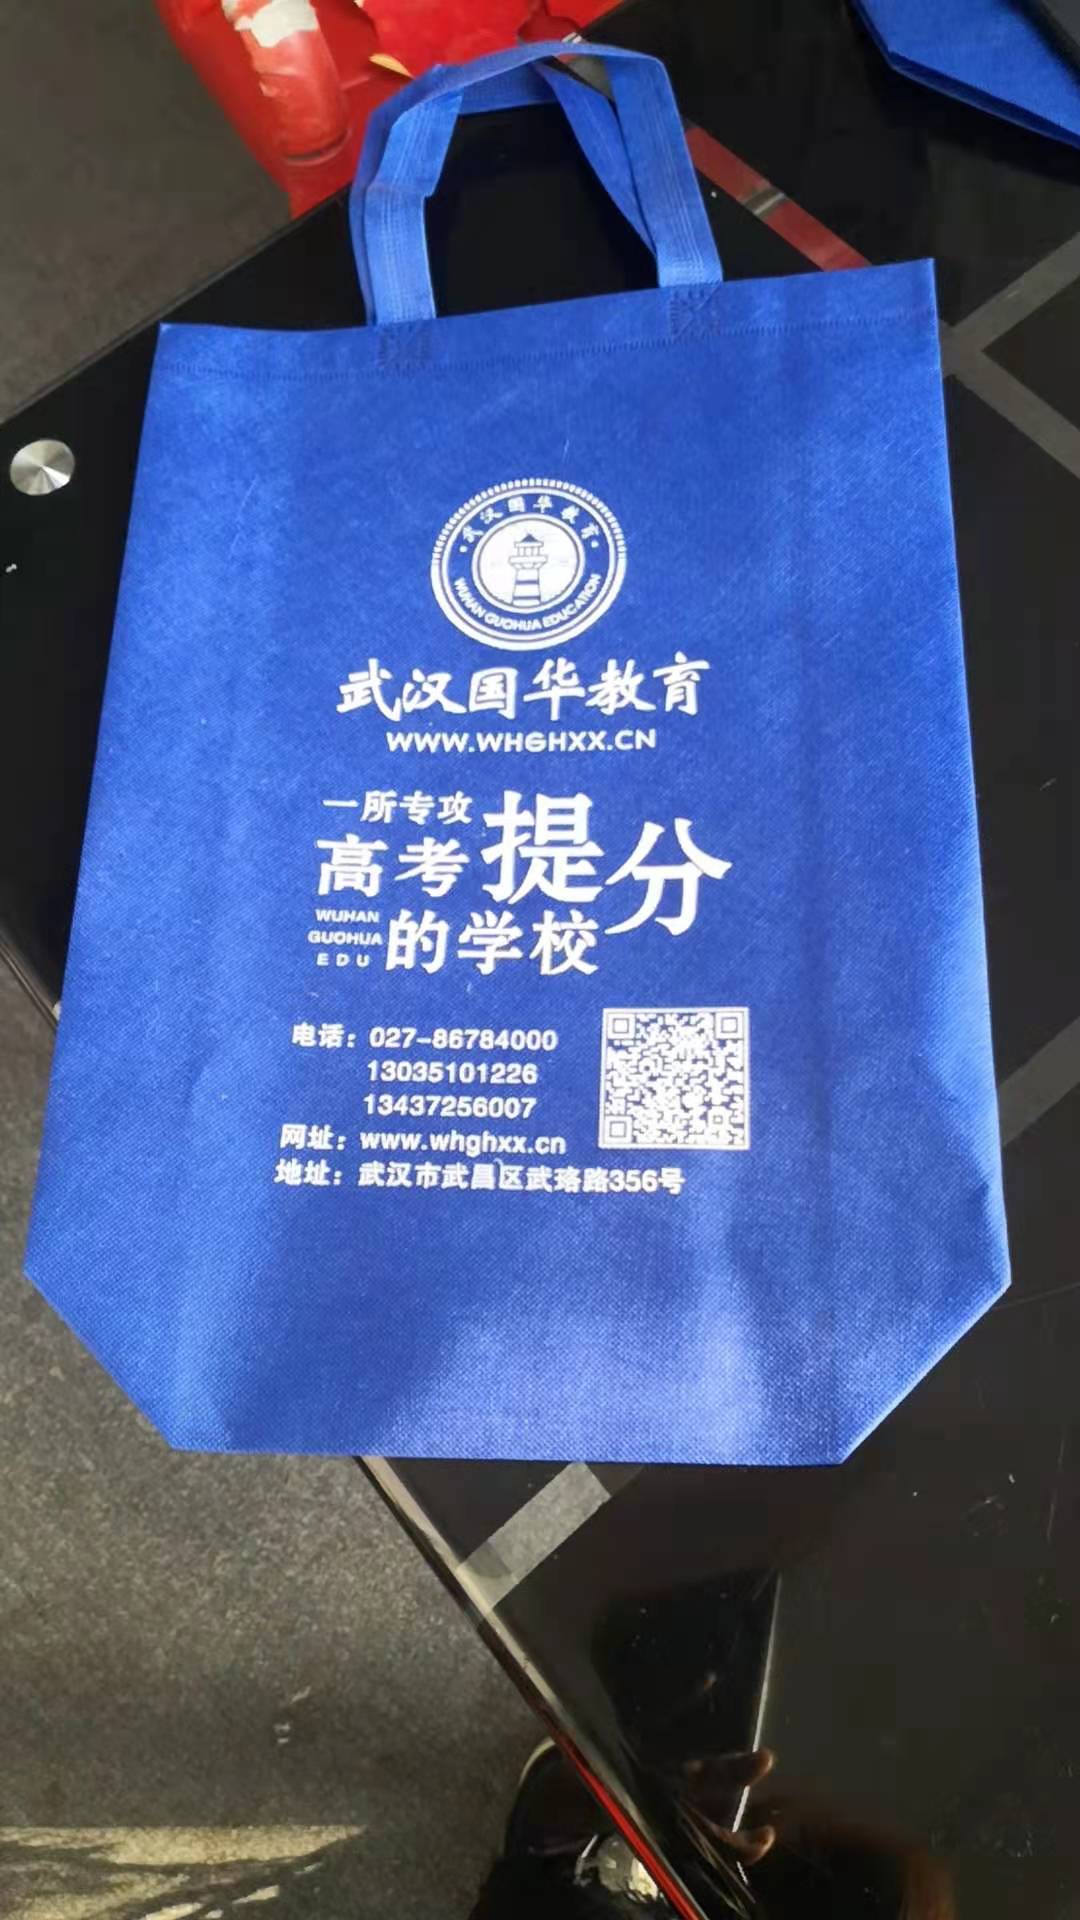 武汉国华教育
WUHAN GUOHUA EDUCATION
武汉国华教育
WWW.WHGHXX.CN
一所专攻
高考提分
WUHAN
GUOHUA
EDU
的学校
电话：027-86784000
13035101226
13437256007
网址：www.whghxx.cn
地址：武汉市武昌区武珞路356号